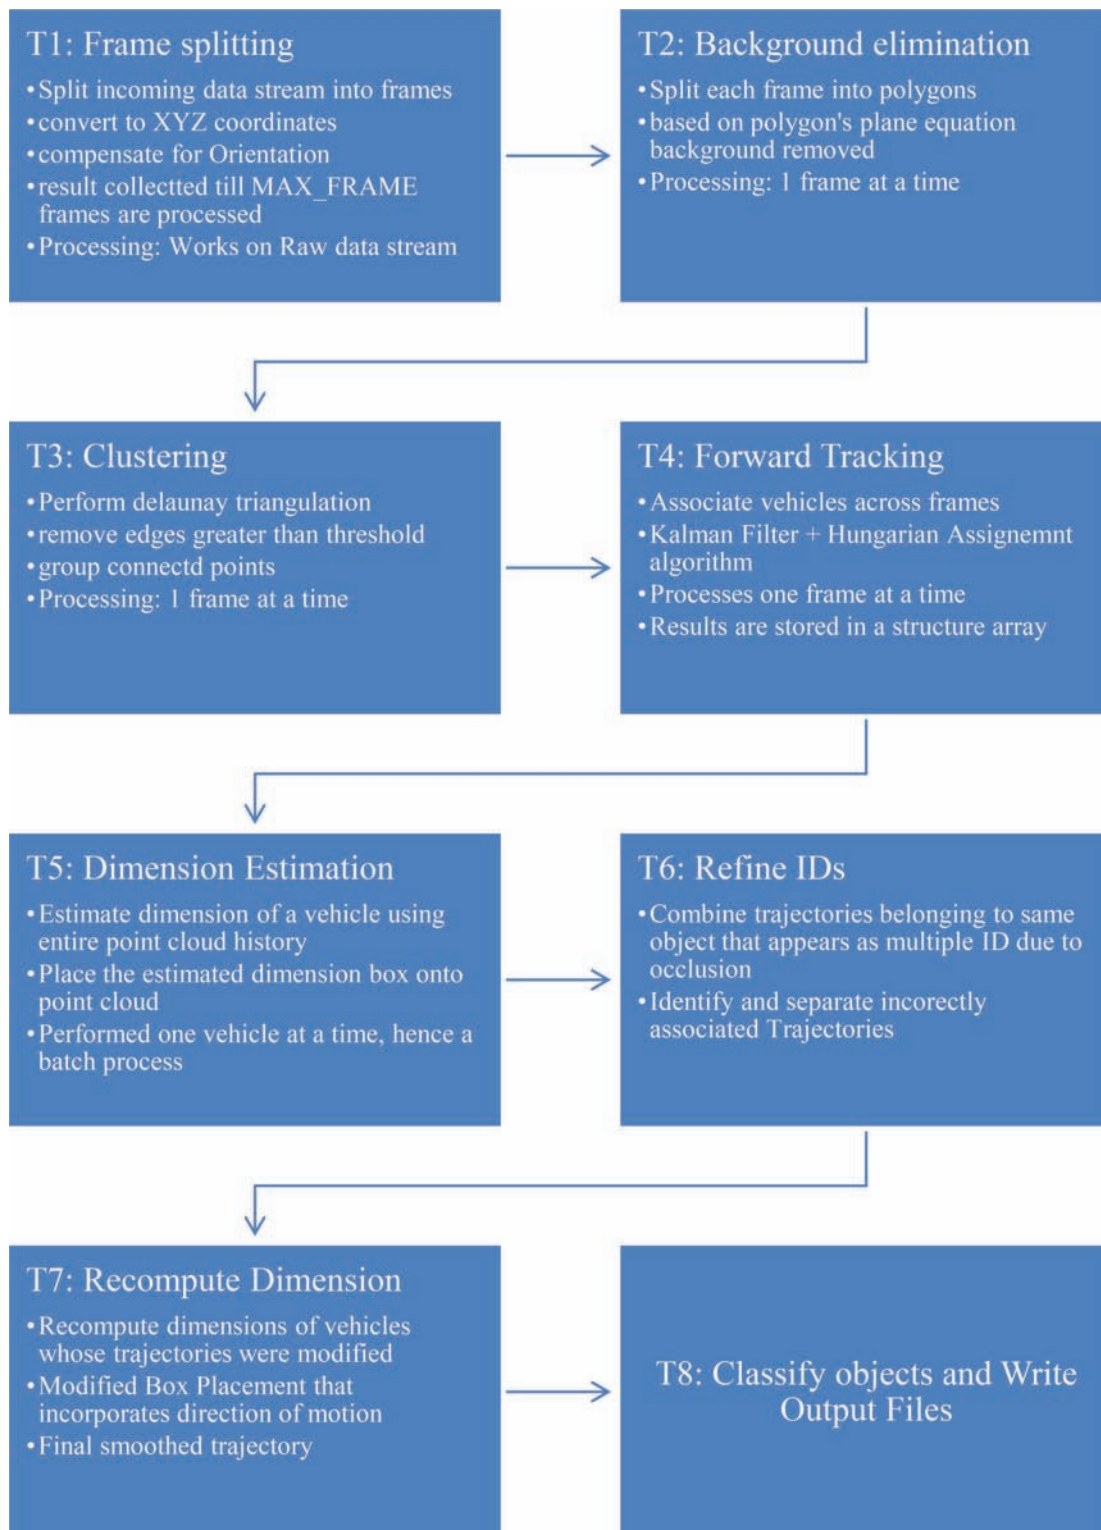 T1: Frame splitting
•Split incoming data stream into frames
•convert to XYZ coordinates
•compensate for Orientation
•result collectted till MAX_FRAME
frames are processed
•Processing: Works on Raw data stream
T2: Background elimination
•Split each frame into polygons
•based on polygon's plane equation
background removed
•Processing: 1 frame at a time
T3: Clustering
•Perform delaunay triangulation
•remove edges greater than threshold
•group connectd points
•Processing: 1 frame at a time
T4: Forward Tracking
•Associate vehicles across frames
•Kalman Filter + Hungarian Assignemnt
algorithm
•Processes one frame at a time
•Results are stored in a structure array
T5: Dimension Estimation
•Estimate dimension of a vehicle using
entire point cloud history
•Place the estimated dimension box onto
point cloud
•Performed one vehicle at a time, hence a
batch process
T6: Refine IDs
•Combine trajectories belonging to same
object that appears as multiple ID due to
occlusion
•Identify and separate incorectly
associated Trajectories
T7: Recompute Dimension
•Recompute dimensions of vehicles
whose trajectories were modified
•Modified Box Placement that
incorporates direction of motion
•Final smoothed trajectory
T8: Classify objects and Write
Output Files